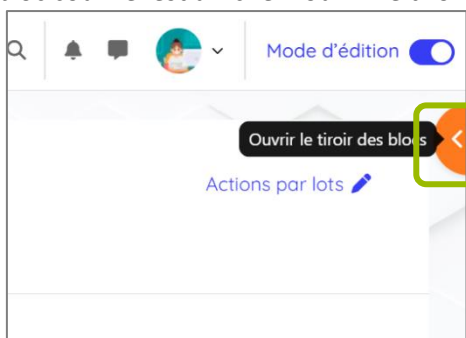 Mode d’édition
Ouvrir le tiroir des blocs
Actions par lots